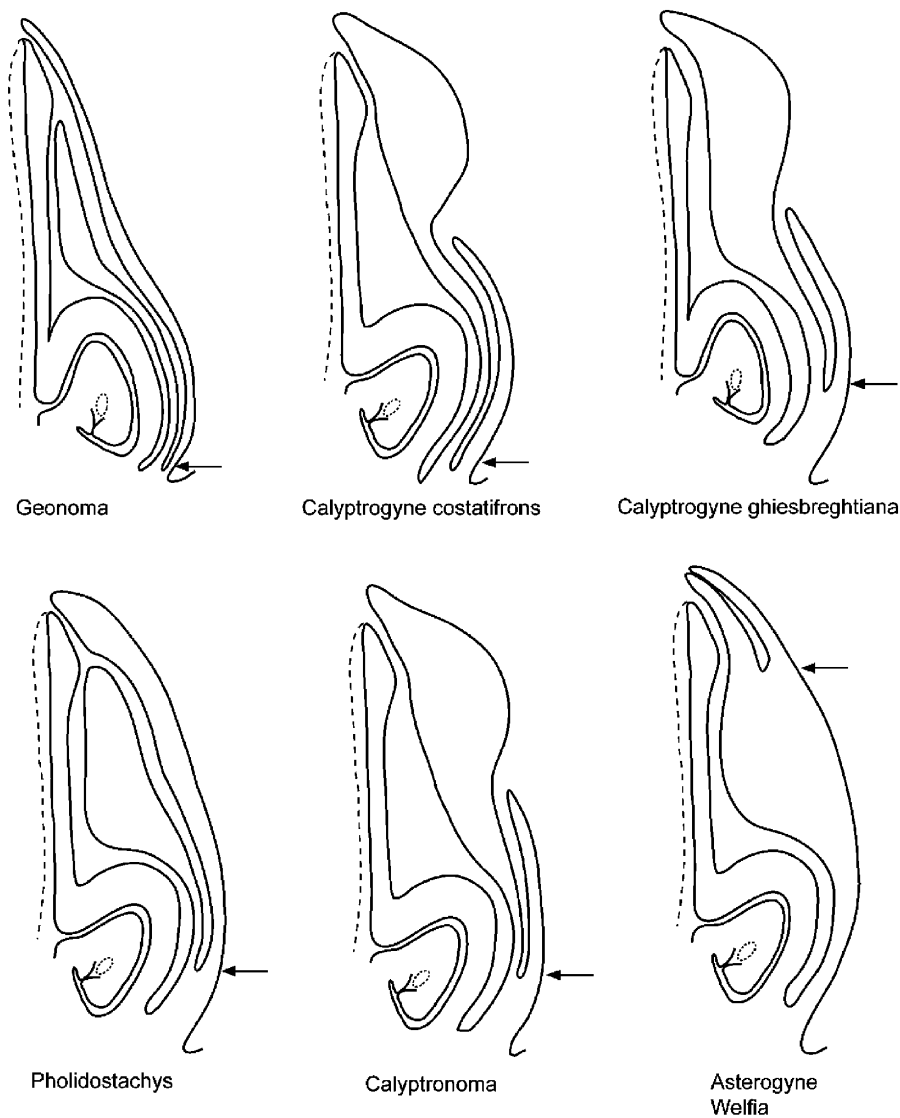 Geonoma
Calyptrogyne costatifrons
Calyptrogyne ghiesbreghtiana
Pholidostachys
Calyptronoma
Asterogyne
Welfia